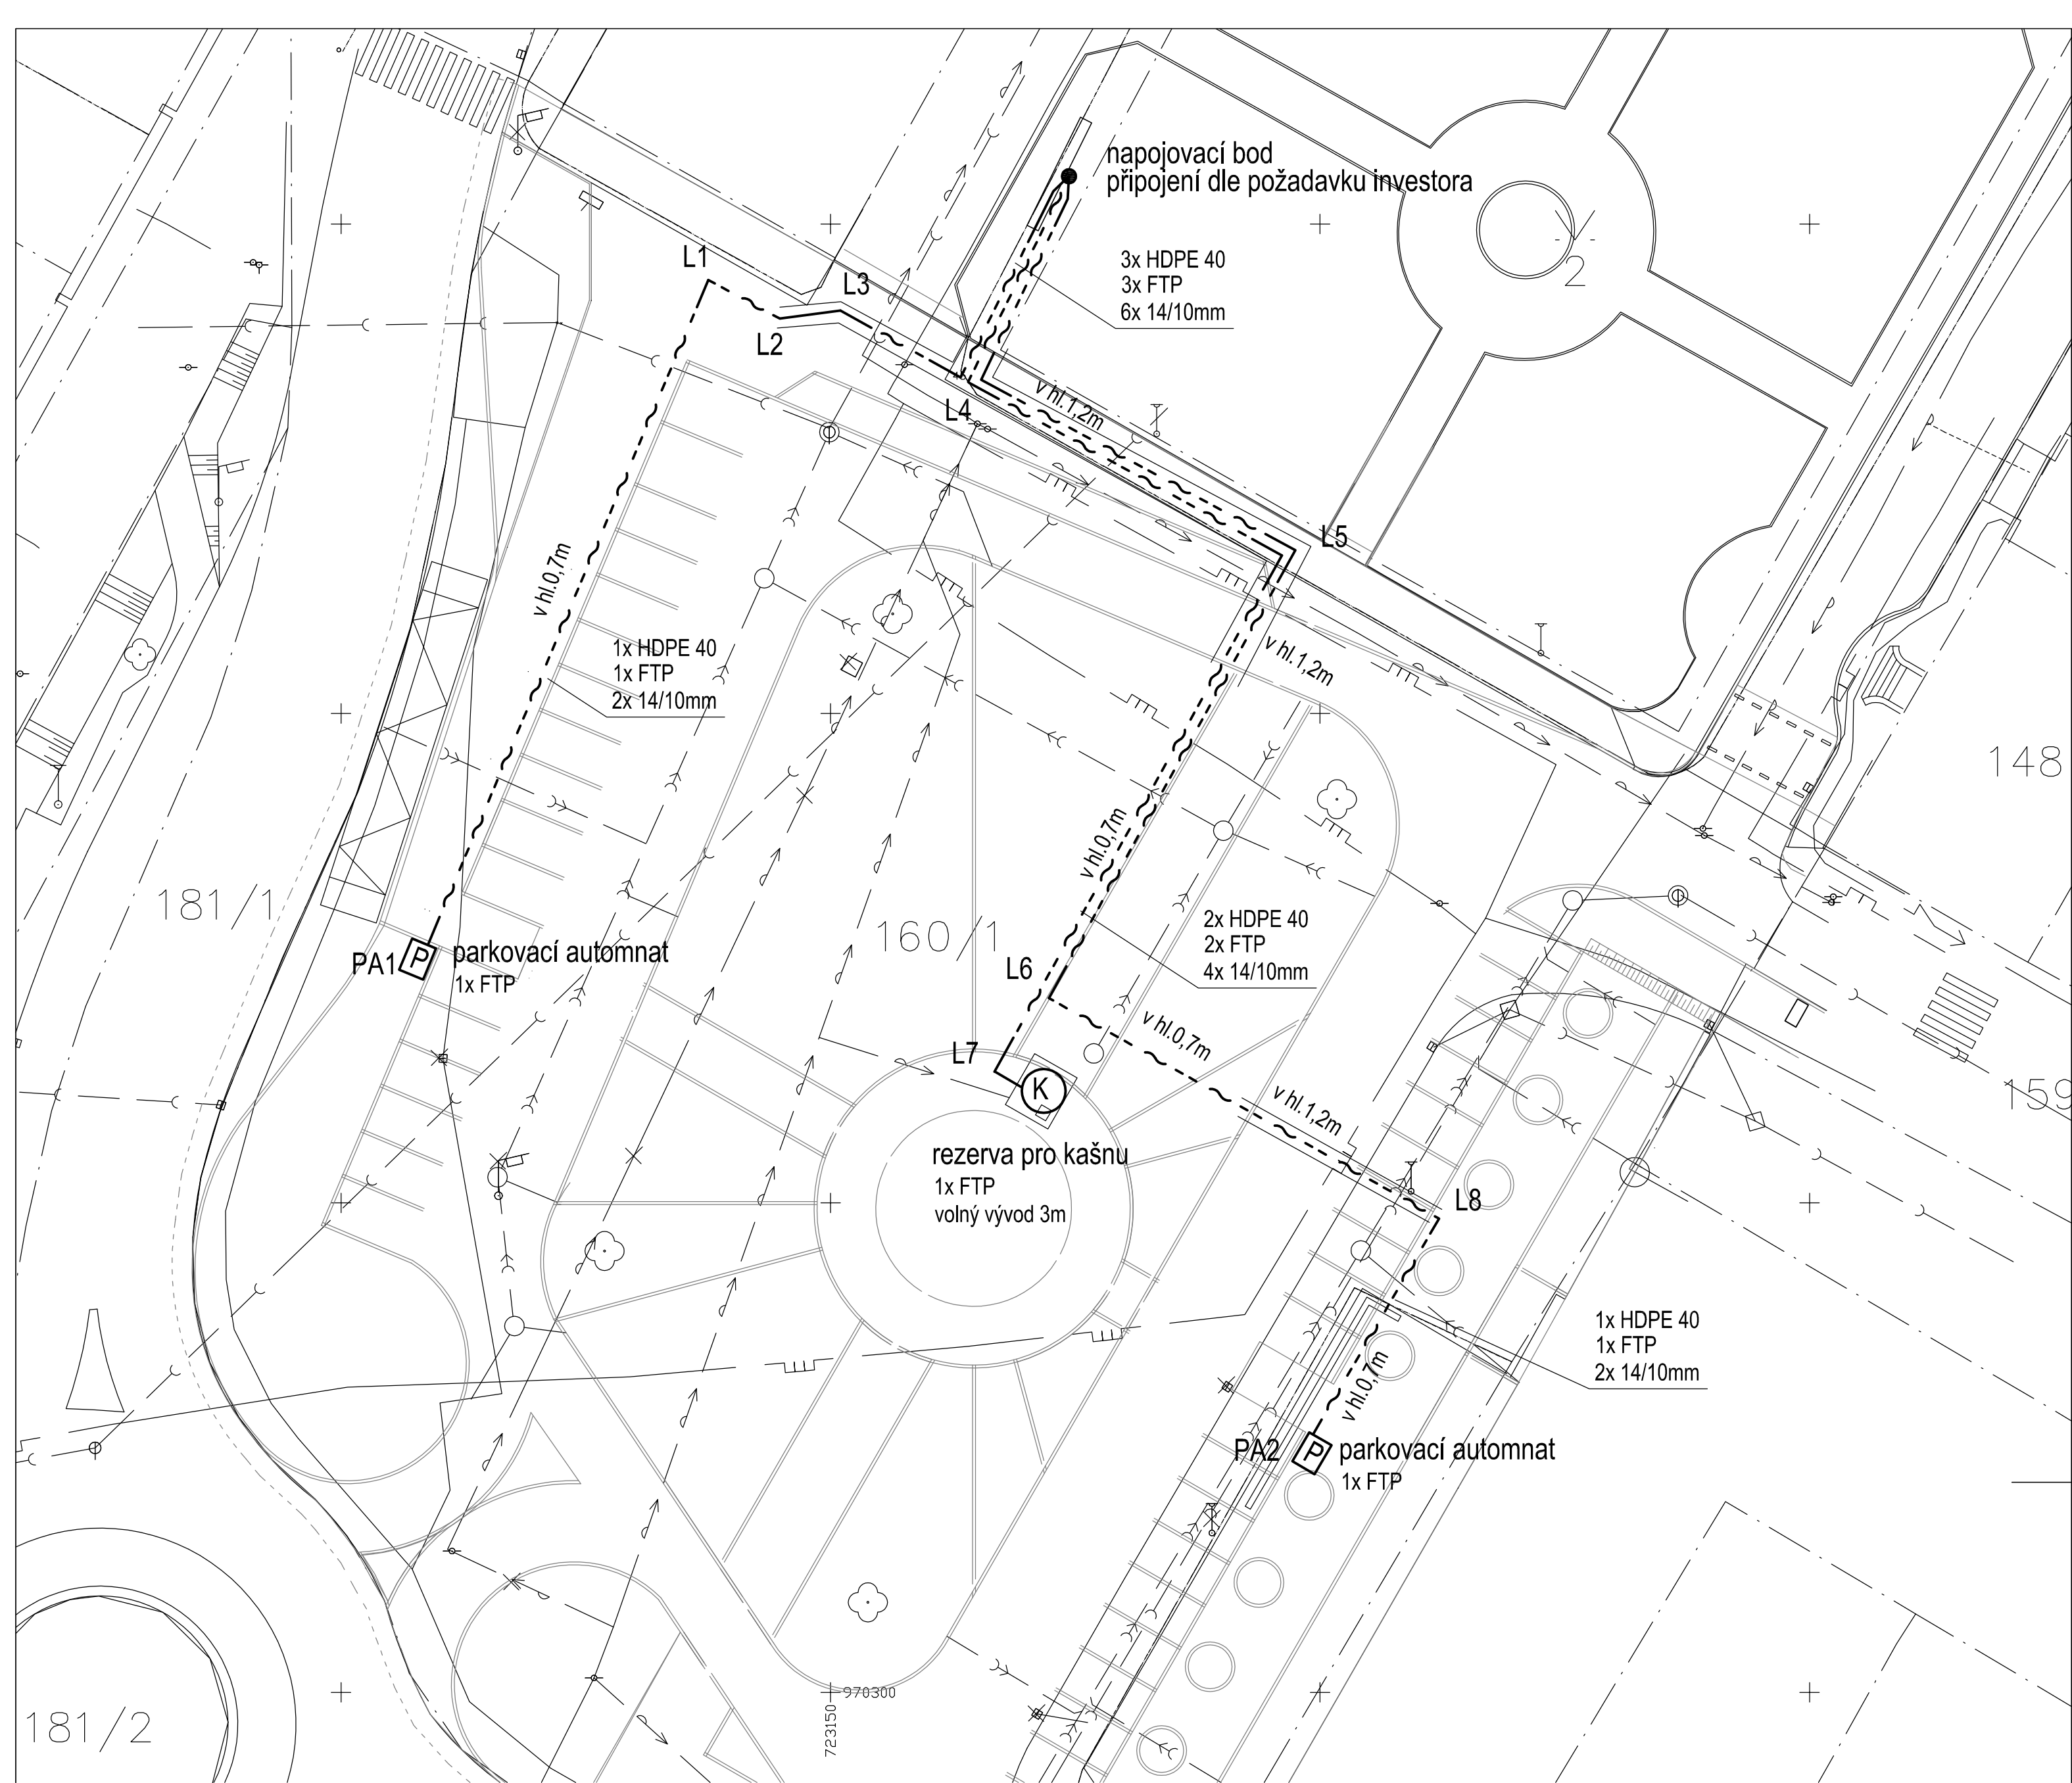 napojovací bod
připojení dle požadavku investora
3x HDPE 40
3x FTP
6x 14/10mm
2
L1
L3
L2
L4
v hl.1,2m
L5
v hl.0,7m
1x HDPE 40
1x FTP
2x 14/10mm
v hl.1,2m
148
v hl.0,7m
181/1
160/1
2x HDPE 40
2x FTP
4x 14/10mm
PA1
P
parkovací automnat
1x FTP
L6
v hl.0,7m
L7
K
v hl.1,2m
159
rezerva pro kašnu
1x FTP
volný vývod 3m
L8
1x HDPE 40
1x FTP
2x 14/10mm
v hl.0,7m
PA2
P
parkovací automnat
1x FTP
970300
723150
181/2